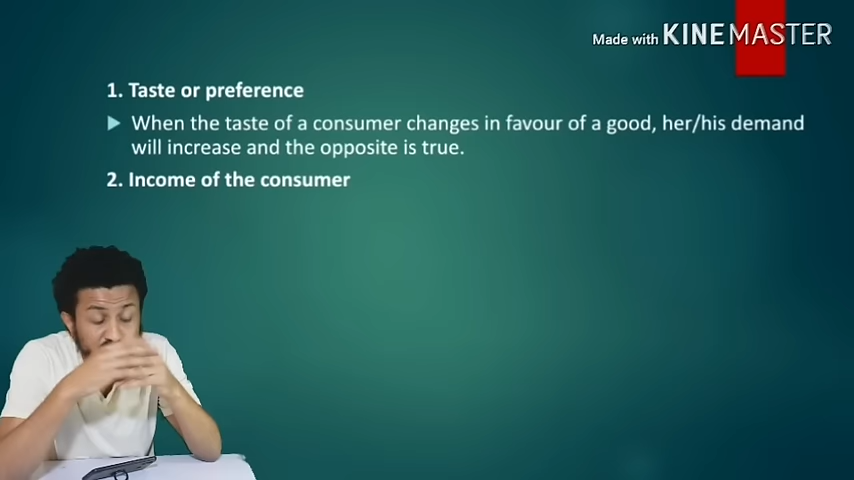 Made with KINEMASTER
1. Taste or preference
When the taste of a consumer changes in favour of a good, her/his demand
will increase and the opposite is true.
2. Income of the consumer